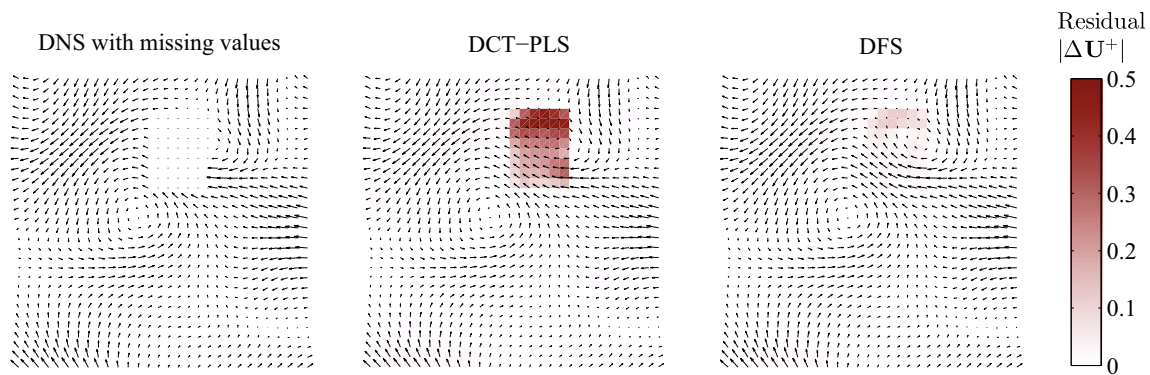 DNS with missing values
DCT−PLS
DFS
Residual
|ΔU⁺|
0.5
0.4
0.3
0.2
0.1
0